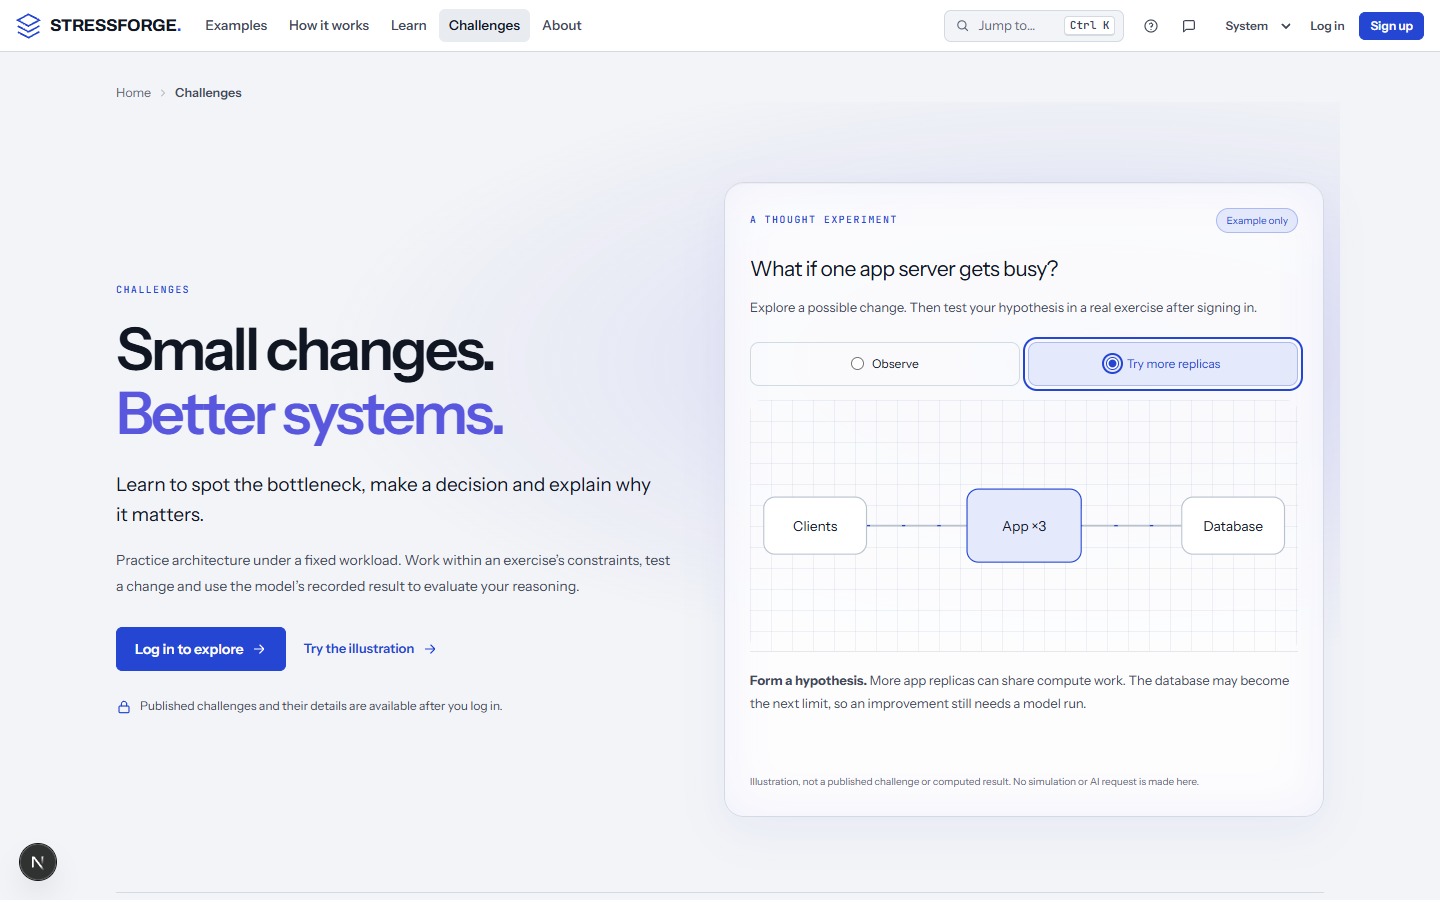 STRESSFORGE.
Examples
How it works
Learn
Challenges
About
Jump to...
Ctrl K
System
Log in
Sign up
Home
Challenges
CHALLENGES
Small changes.
Better systems.
Learn to spot the bottleneck, make a decision and explain why
it matters.
Practice architecture under a fixed workload. Work within an exercise’s constraints, test
a change and use the model’s recorded result to evaluate your reasoning.
Log in to explore →
Try the illustration →
Published challenges and their details are available after you log in.
A THOUGHT EXPERIMENT
Example only
What if one app server gets busy?
Explore a possible change. Then test your hypothesis in a real exercise after signing in.
Observe
Try more replicas
Clients
App ×3
Database
Form a hypothesis. More app replicas can share compute work. The database may become
the next limit, so an improvement still needs a model run.
Illustration, not a published challenge or computed result. No simulation or AI request is made here.
N